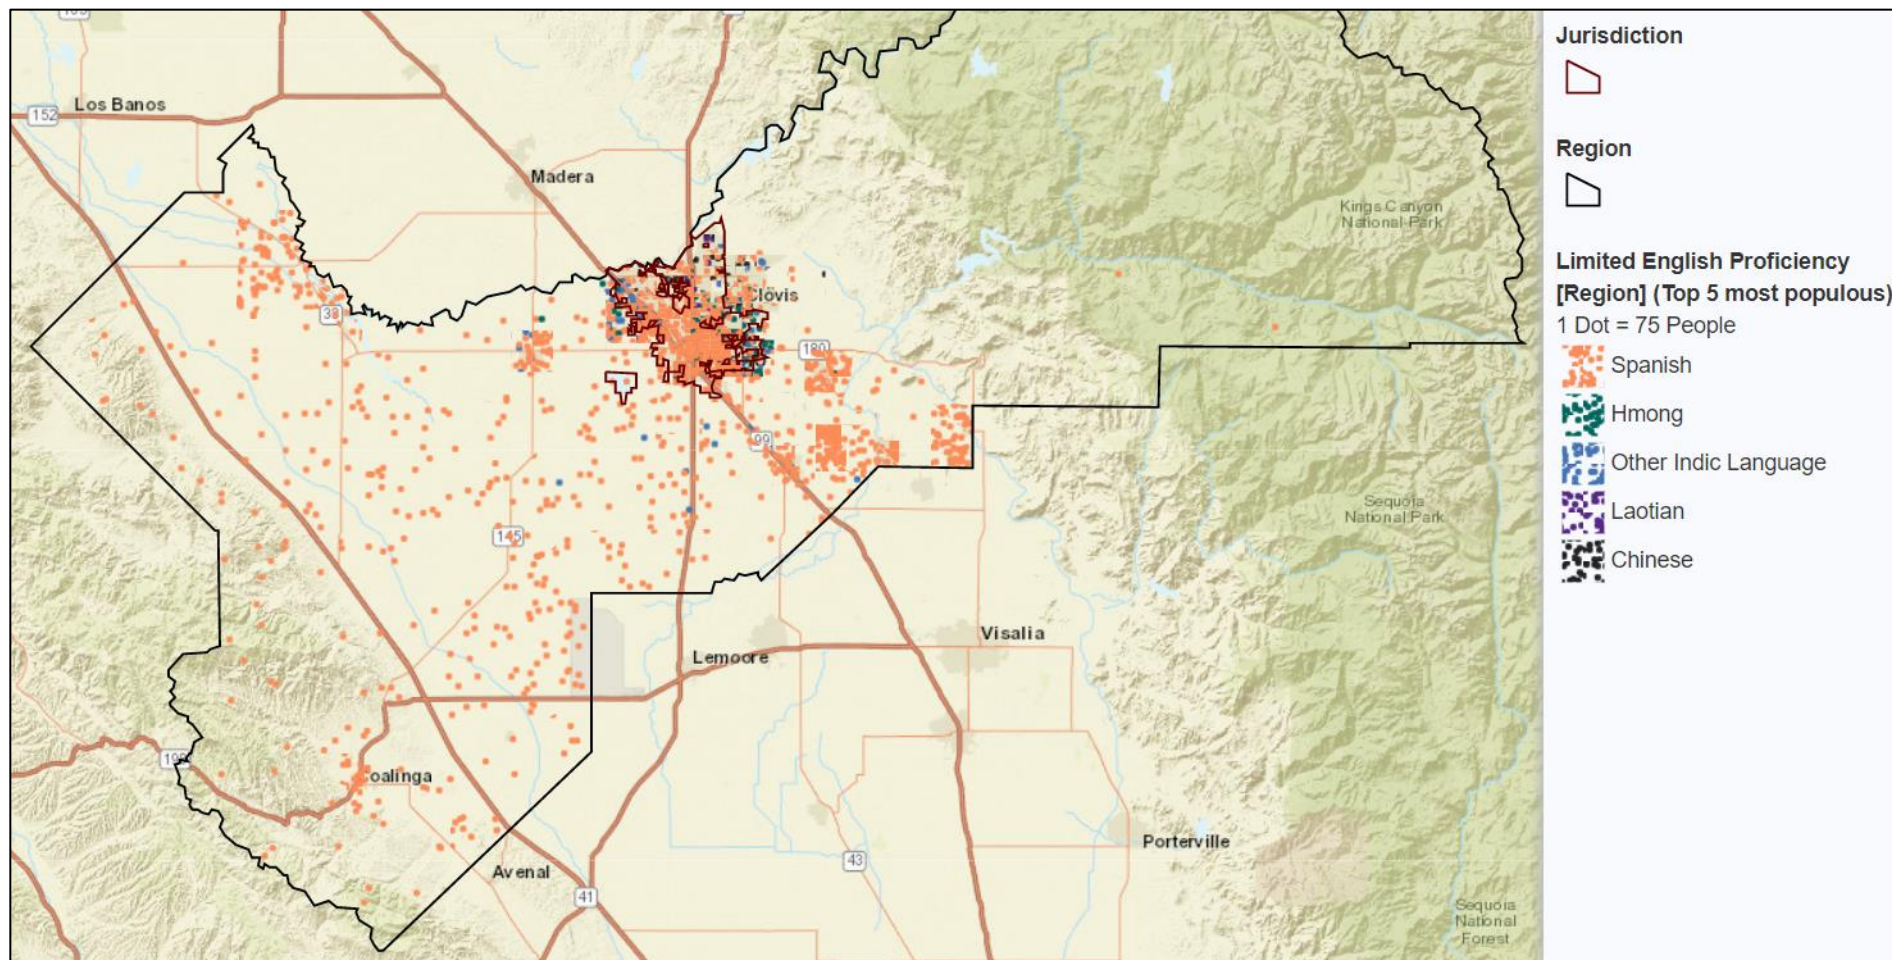 152
Los Banos
Madera
Kings Canyon
National Park
Clovis
33
180
99
Sequoia
National Park
145
Visalia
Lemoore
198
Coalinga
Porterville
43
Avenal
41
Sequoia
National
Forest
Jurisdiction
Region
Limited English Proficiency
[Region] (Top 5 most populous)
1 Dot = 75 People
Spanish
Hmong
Other Indic Language
Laotian
Chinese